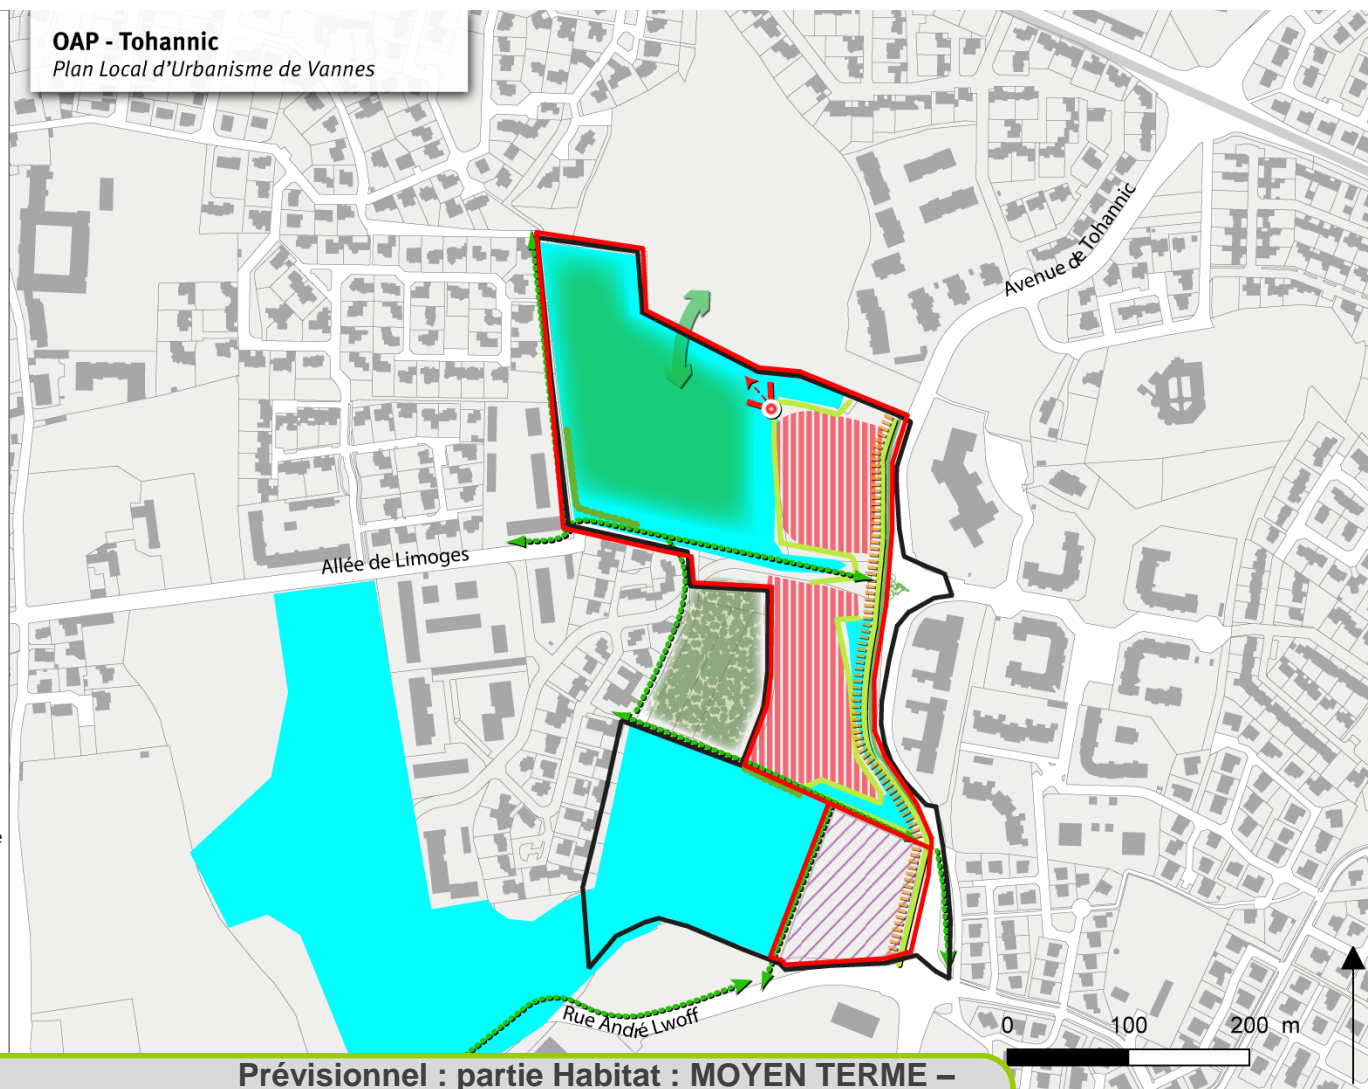 OAP - Tohannic
Plan Local d'Urbanisme de Vannes
Avenue de Tohannic
Allée de Limoges
Rue André Lwoff
0 100 200 m
Prévisionnel : partie Habitat : MOYEN TERME –